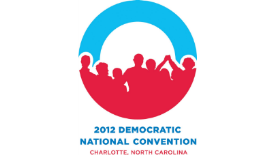 2012 DEMOCRATIC
NATIONAL CONVENTION
CHARLOTTE, NORTH CAROLINA